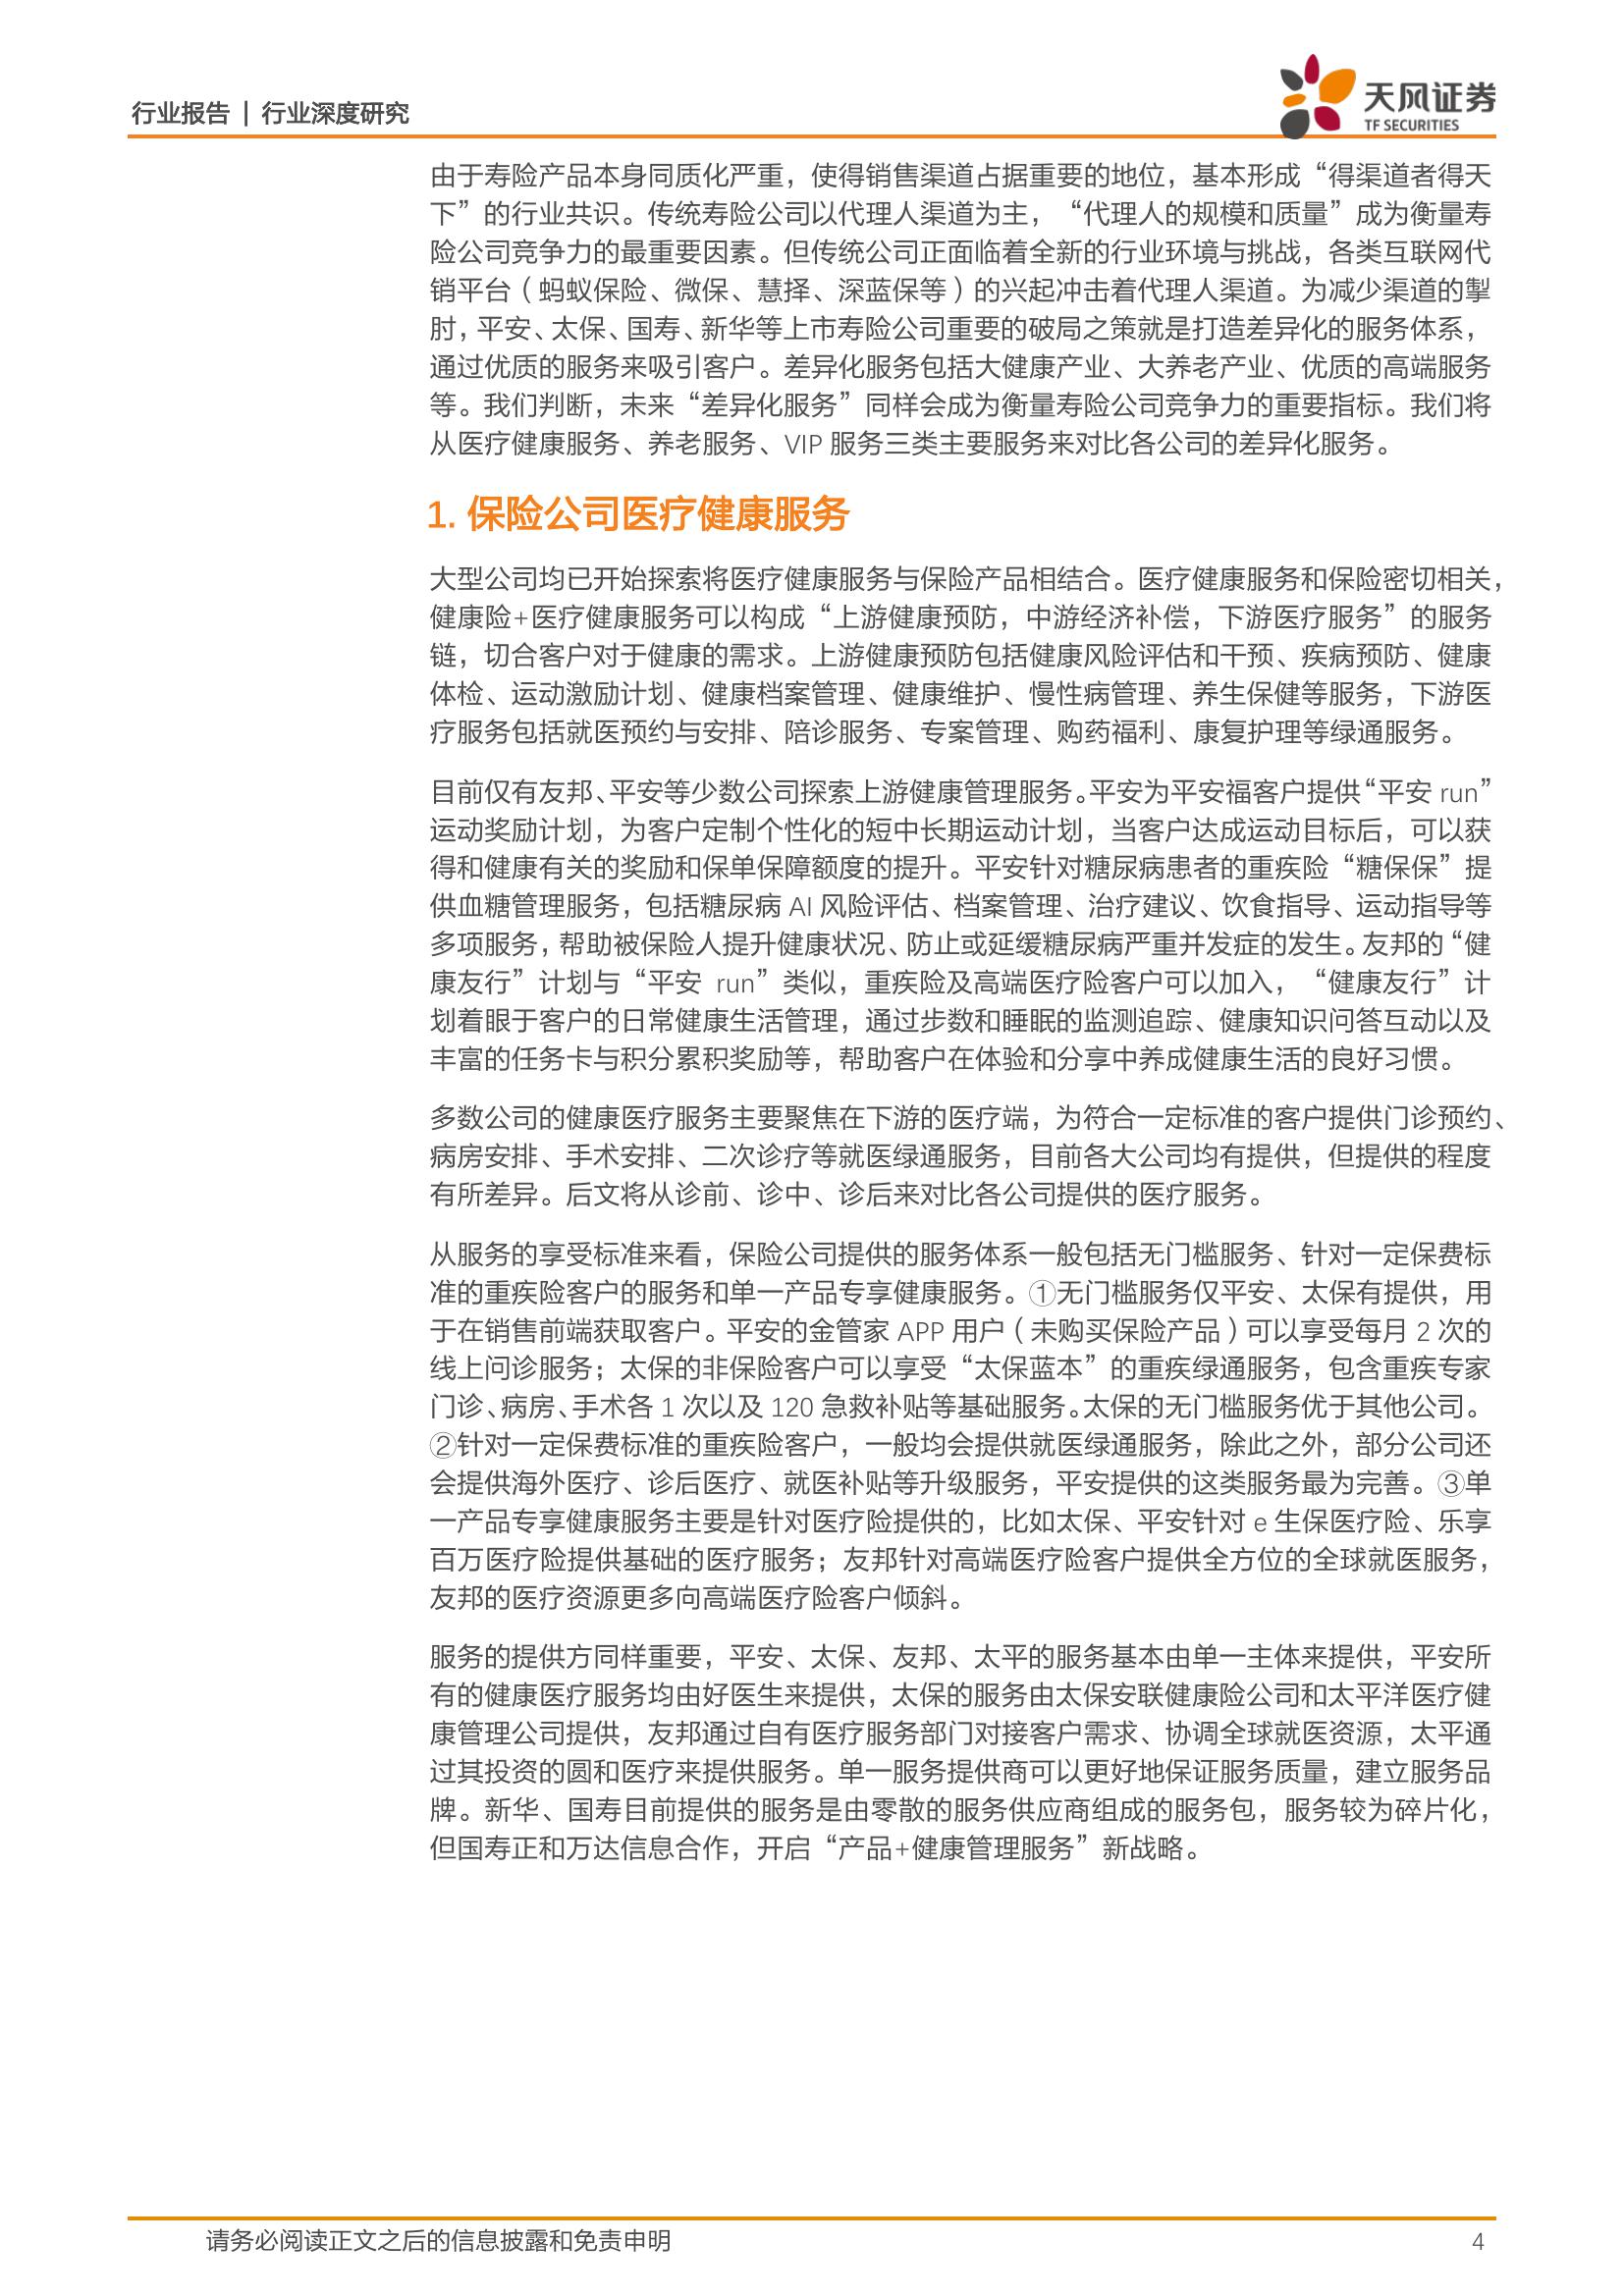 行业报告 | 行业深度研究
天风证券
TF SECURITIES
由于寿险产品本身同质化严重，使得销售渠道占据重要的地位，基本形成“得渠道者得天
下”的行业共识。传统寿险公司以代理人渠道为主，“代理人的规模和质量”成为衡量寿
险公司竞争力的最重要因素。但传统公司正面临着全新的行业环境与挑战，各类互联网代
销平台（蚂蚁保险、微保、慧择、深蓝保等）的兴起冲击着代理人渠道。为减少渠道的掣
肘，平安、太保、国寿、新华等上市寿险公司重要的破局之策就是打造差异化的服务体系，
通过优质的服务来吸引客户。差异化服务包括大健康产业、大养老产业、优质的高端服务
等。我们判断，未来“差异化服务”同样会成为衡量寿险公司竞争力的重要指标。我们将
从医疗健康服务、养老服务、VIP 服务三类主要服务来对比各公司的差异化服务。
1. 保险公司医疗健康服务
大型公司均已开始探索将医疗健康服务与保险产品相结合。医疗健康服务和保险密切相关，
健康险+医疗健康服务可以构成“上游健康预防，中游经济补偿，下游医疗服务”的服务
链，切合客户对于健康的需求。上游健康预防包括健康风险评估和干预、疾病预防、健康
体检、运动激励计划、健康档案管理、健康维护、慢性病管理、养生保健等服务，下游医
疗服务包括就医预约与安排、陪诊服务、专案管理、购药福利、康复护理等绿通服务。
目前仅有友邦、平安等少数公司探索上游健康管理服务。平安为平安福客户提供“平安 run”
运动奖励计划，为客户定制个性化的短中长期运动计划，当客户达成运动目标后，可以获
得和健康有关的奖励和保单保障额度的提升。平安针对糖尿病患者的重疾险“糖保保”提
供血糖管理服务，包括糖尿病 AI 风险评估、档案管理、治疗建议、饮食指导、运动指导等
多项服务，帮助被保险人提升健康状况、防止或延缓糖尿病严重并发症的发生。友邦的“健
康友行”计划与“平安 run”类似，重疾险及高端医疗险客户可以加入，“健康友行”计
划着眼于客户的日常健康生活管理，通过步数和睡眠的监测追踪、健康知识问答互动以及
丰富的任务卡与积分累积奖励等，帮助客户在体验和分享中养成健康生活的良好习惯。
多数公司的健康医疗服务主要聚焦在下游的医疗端，为符合一定标准的客户提供门诊预约、
病房安排、手术安排、二次诊疗等就医绿通服务，目前各大公司均有提供，但提供的程度
有所差异。后文将从诊前、诊中、诊后来对比各公司提供的医疗服务。
从服务的享受标准来看，保险公司提供的服务体系一般包括无门槛服务、针对一定保费标
准的重疾险客户的服务和单一产品专享健康服务。①无门槛服务仅平安、太保有提供，用
于在销售前端获取客户。平安的金管家 APP 用户（未购买保险产品）可以享受每月 2 次的
线上问诊服务；太保的非保险客户可以享受“太保蓝本”的重疾绿通服务，包含重疾专家
门诊、病房、手术各 1 次以及 120 急救补贴等基础服务。太保的无门槛服务优于其他公司。
②针对一定保费标准的重疾险客户，一般均会提供就医绿通服务，除此之外，部分公司还
会提供海外医疗、诊后医疗、就医补贴等升级服务，平安提供的这类服务最为完善。③单
一产品专享健康服务主要是针对医疗险提供的，比如太保、平安针对 e 生保医疗险、乐享
百万医疗险提供基础的医疗服务；友邦针对高端医疗险客户提供全方位的全球就医服务，
友邦的医疗资源更多向高端医疗险客户倾斜。
服务的提供方同样重要，平安、太保、友邦、太平的服务基本由单一主体来提供，平安所
有的健康医疗服务均由好医生来提供，太保的服务由太保安联健康险公司和太平洋医疗健
康管理公司提供，友邦通过自有医疗服务部门对接客户需求、协调全球就医资源，太平通
过其投资的圆和医疗来提供服务。单一服务提供商可以更好地保证服务质量，建立服务品
牌。新华、国寿目前提供的服务是由零散的服务供应商组成的服务包，服务较为碎片化，
但国寿正和万达信息合作，开启“产品+健康管理服务”新战略。
请务必阅读正文之后的信息披露和免责申明
4